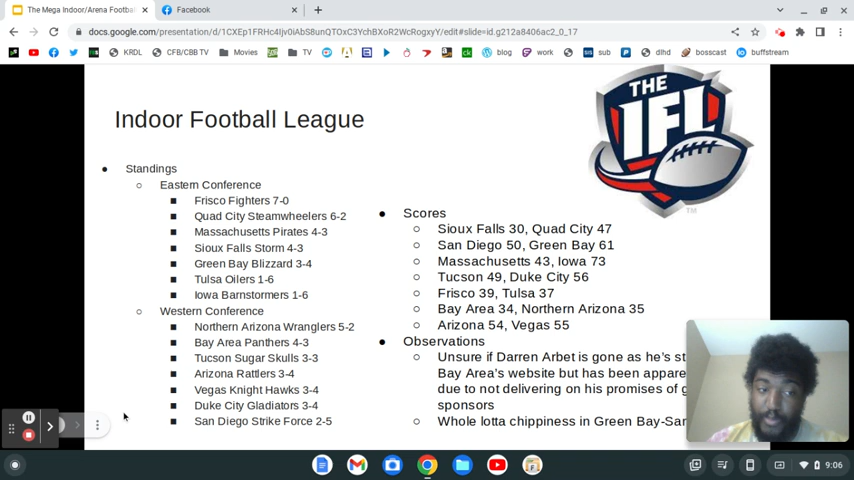 The Mega Indoor/Arena Footba
Facebook
docs.google.com/presentation/d/1CXEp1FRHc4Ijv0iAbS8unQTOxC3YchBXoR2WcRogxyY/edit#slide=id.g212a8406ac2_0_17
KRDL
CFB/CBB TV
Movies
TV
blog
work
sis
sub
dlhd
bosscast
buffstream
THE
IFL
TM
Indoor Football League
Standings
Eastern Conference
Frisco Fighters 7-0
Quad City Steamwheelers 6-2
Massachusetts Pirates 4-3
Sioux Falls Storm 4-3
Green Bay Blizzard 3-4
Tulsa Oilers 1-6
Iowa Barnstormers 1-6
Western Conference
Northern Arizona Wranglers 5-2
Bay Area Panthers 4-3
Tucson Sugar Skulls 3-3
Arizona Rattlers 3-4
Vegas Knight Hawks 3-4
Duke City Gladiators 3-4
San Diego Strike Force 2-5
Scores
Sioux Falls 30, Quad City 47
San Diego 50, Green Bay 61
Massachusetts 43, Iowa 73
Tucson 49, Duke City 56
Frisco 39, Tulsa 37
Bay Area 34, Northern Arizona 35
Arizona 54, Vegas 55
Observations
Unsure if Darren Arbet is gone as he's st
Bay Area's website but has been appare
due to not delivering on his promises of g
sponsors
Whole lotta chippiness in Green Bay-Sar
9:06